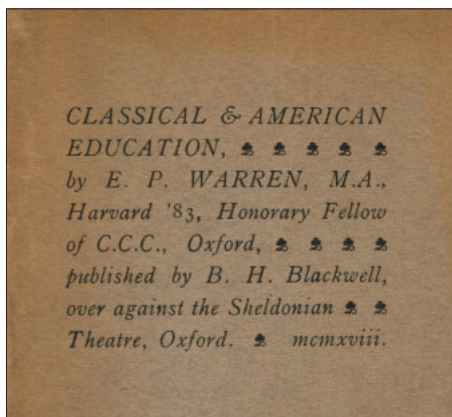 CLASSICAL & AMERICAN
EDUCATION, ❧ ❧ ❧ ❧ ❧
by E. P. WARREN, M.A.,
Harvard '83, Honorary Fellow
of C.C.C., Oxford, ❧ ❧ ❧ ❧
published by B. H. Blackwell,
over against the Sheldonian ❧ ❧
Theatre, Oxford. ❧ mcmxviii.